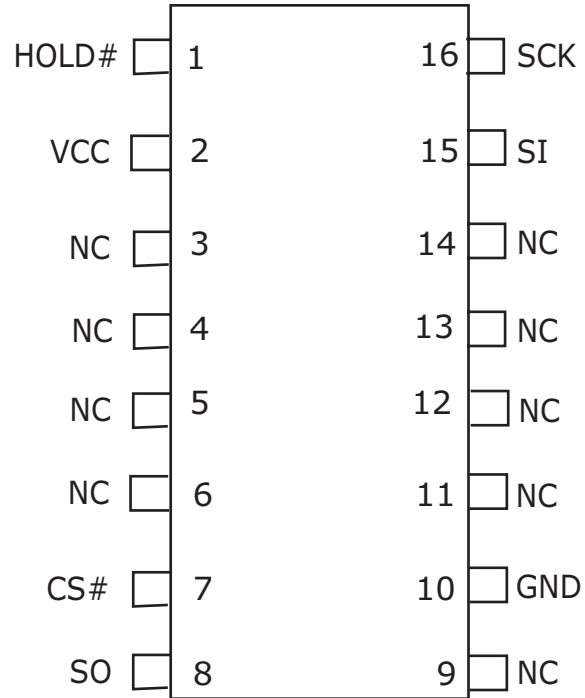 HOLD# 1 16 SCK
VCC 2 15 SI
NC 3 14 NC
NC 4 13 NC
NC 5 12 NC
NC 6 11 NC
CS# 7 10 GND
SO 8 9 NC